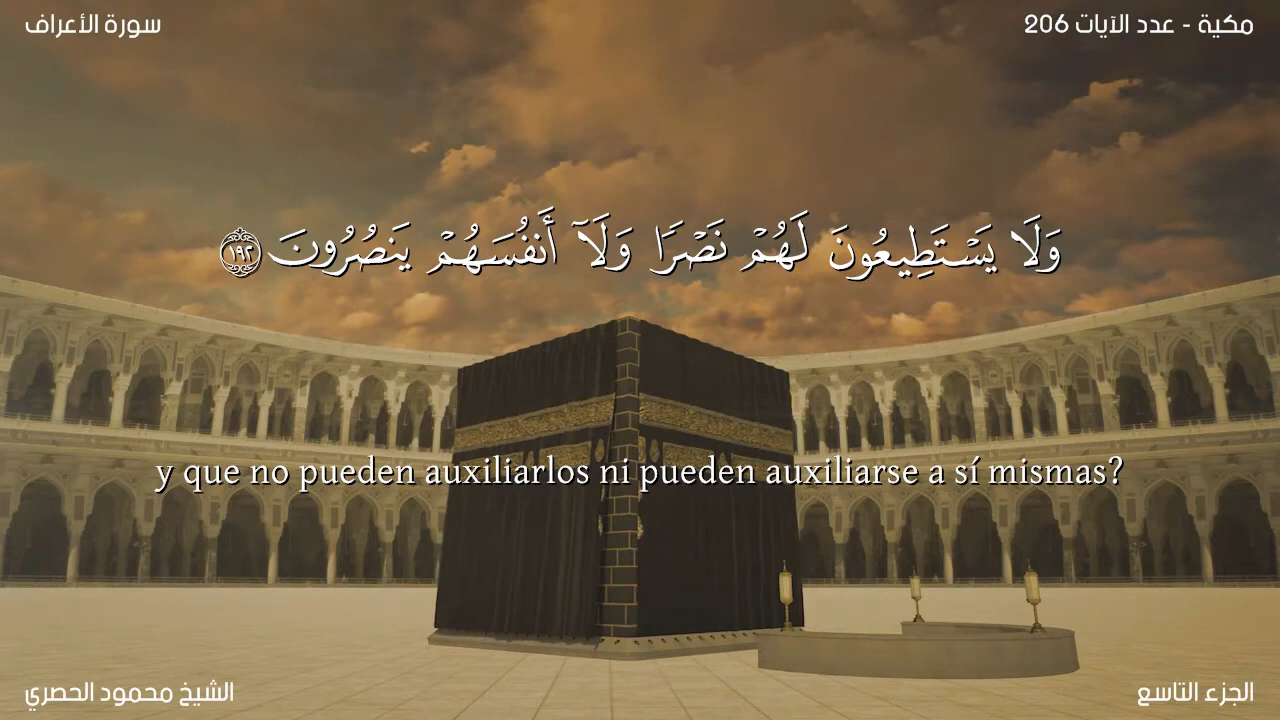 سورة الأعراف
مكية - عدد الآيات 206
وَلَا يَسْتَطِيعُونَ لَهُمْ نَصْرًا وَلَآ أَنفُسَهُمْ يَنصُرُونَ ١٩٢
y que no pueden auxiliarlos ni pueden auxiliarse a sí mismas?
الشيخ محمود الحصري
الجزء التاسع